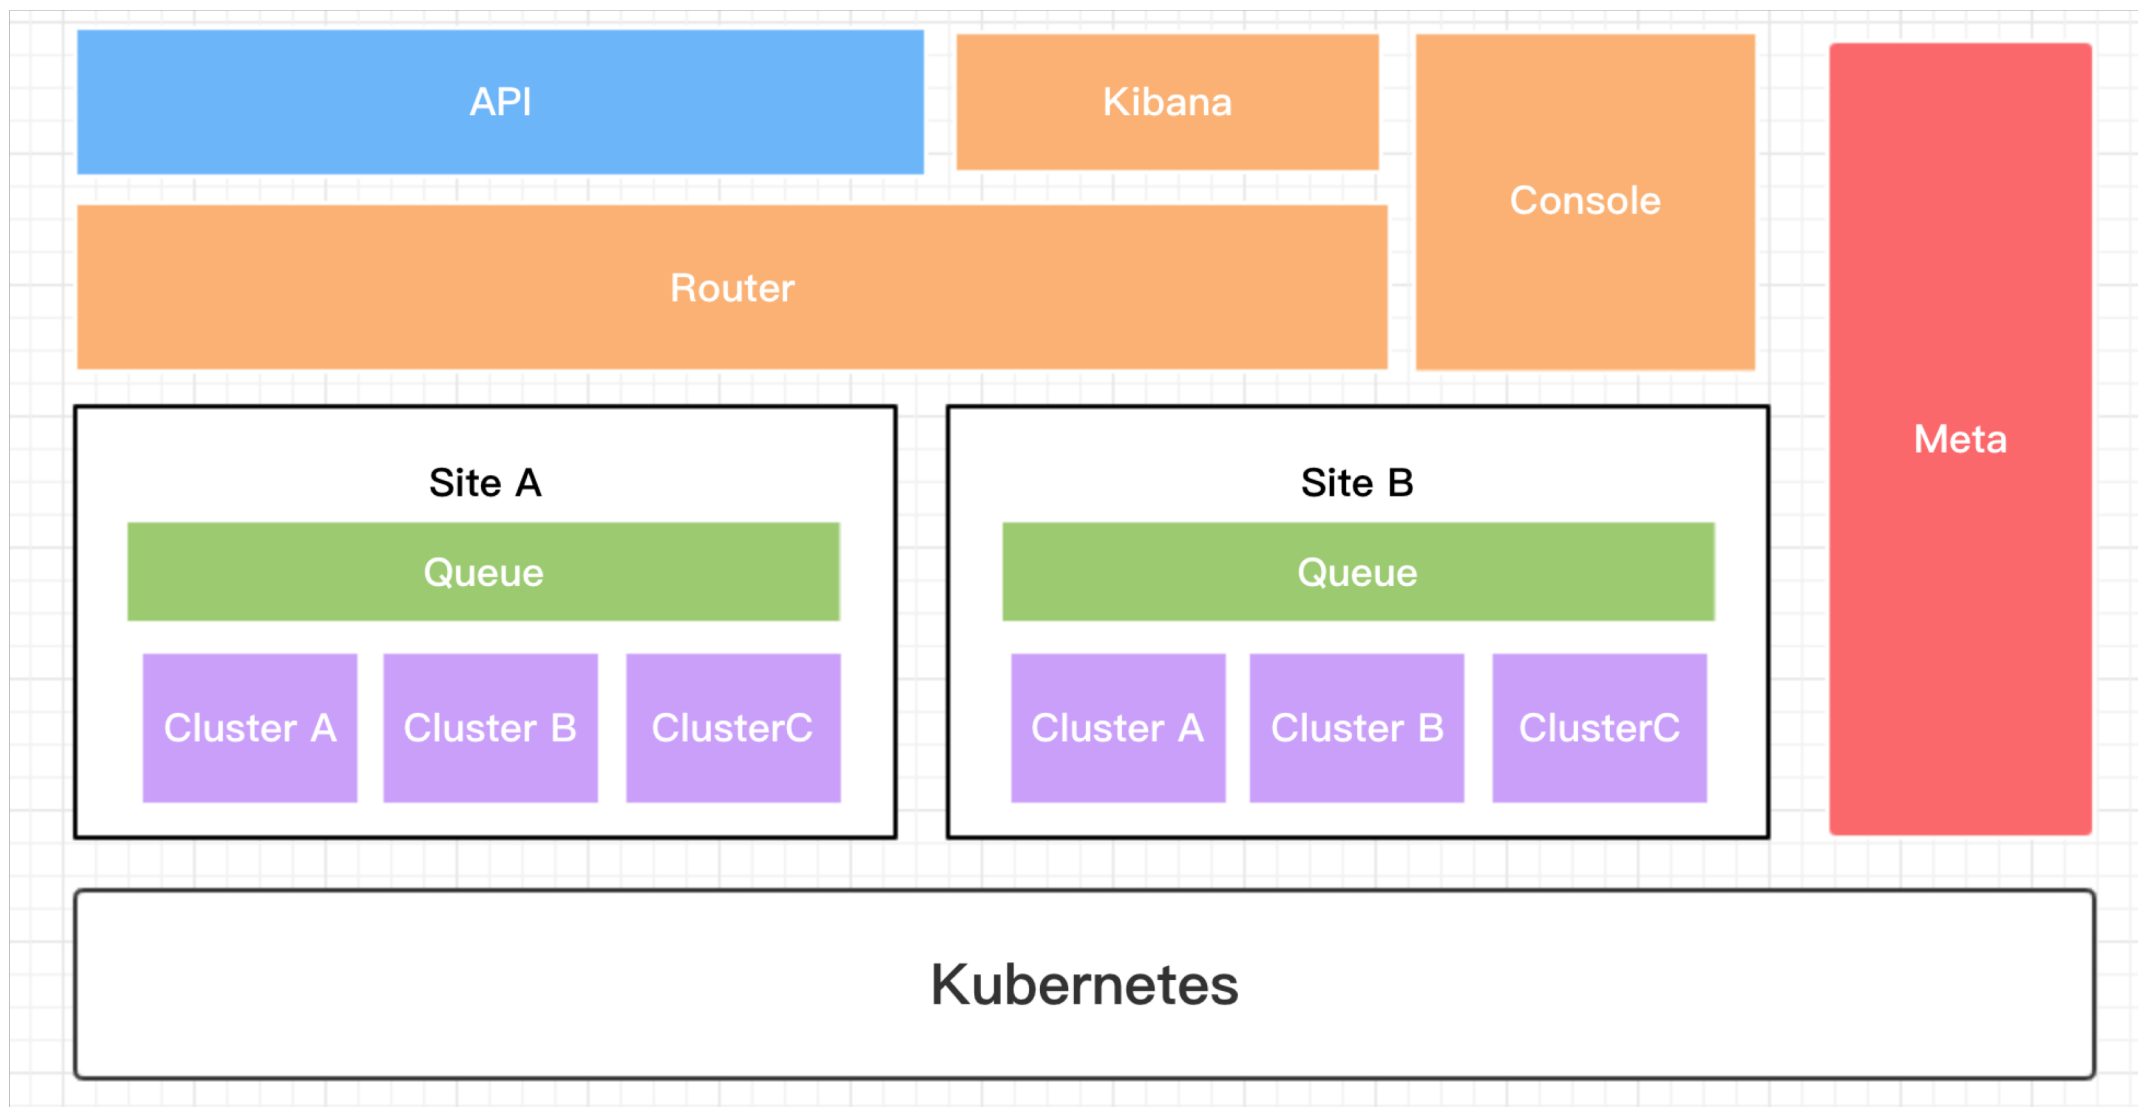 API
Kibana
Console
Router
Meta
Site A
Queue
Cluster A
Cluster B
ClusterC
Site B
Queue
Cluster A
Cluster B
ClusterC
Kubernetes